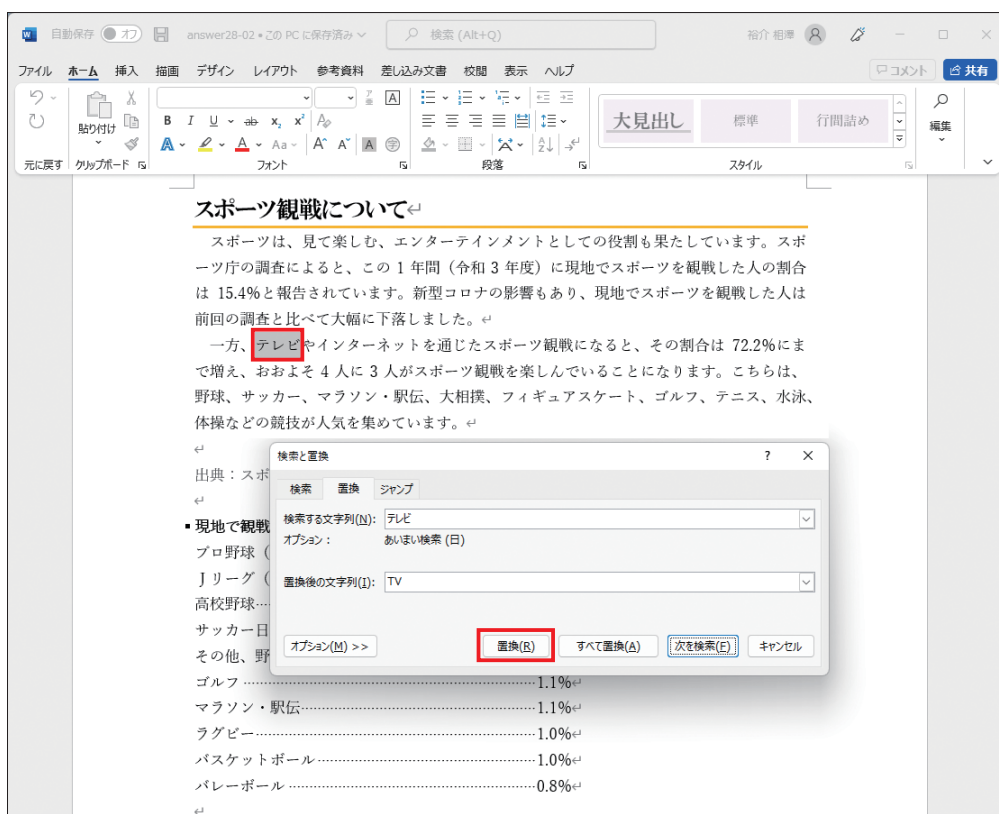 自動保存 オフ answer28-02 • この PC に保存済み 検索 (Alt+Q) 裕介 相澤
ファイル ホーム 挿入 描画 デザイン レイアウト 参考資料 差し込み文書 校閲 表示 ヘルプ コメント 共有
貼り付け
B I U ab x₂ x² A
大見出し 標準 行間詰め
編集
A A Aa A A A 字
元に戻す クリップボード フォント 段落 スタイル
スポーツ観戦について↵
スポーツは、見て楽しむ、エンターテインメントとしての役割も果たしています。スポ
ーツ庁の調査によると、この 1 年間（令和 3 年度）に現地でスポーツを観戦した人の割合
は 15.4%と報告されています。新型コロナの影響もあり、現地でスポーツを観戦した人は
前回の調査と比べて大幅に下落しました。↵
一方、テレビやインターネットを通じたスポーツ観戦になると、その割合は 72.2%にま
で増え、おおよそ 4 人に 3 人がスポーツ観戦を楽しんでいることになります。こちらは、
野球、サッカー、マラソン・駅伝、大相撲、フィギュアスケート、ゴルフ、テニス、水泳、
体操などの競技が人気を集めています。↵
出典：スポ
現地で観戦
プロ野球（
Ｊリーグ（
高校野球…
サッカー日
その他、野
検索と置換 ? ×
検索 置換 ジャンプ
検索する文字列(N): テレビ
オプション： あいまい検索 (日)
置換後の文字列(I): TV
オプション(M) >> 置換(R) すべて置換(A) 次を検索(F) キャンセル
ゴルフ ……………………………………1.1%↵
マラソン・駅伝……………………………………1.1%↵
ラグビー……………………………………1.0%↵
バスケットボール……………………………………1.0%↵
バレーボール ……………………………………0.8%↵